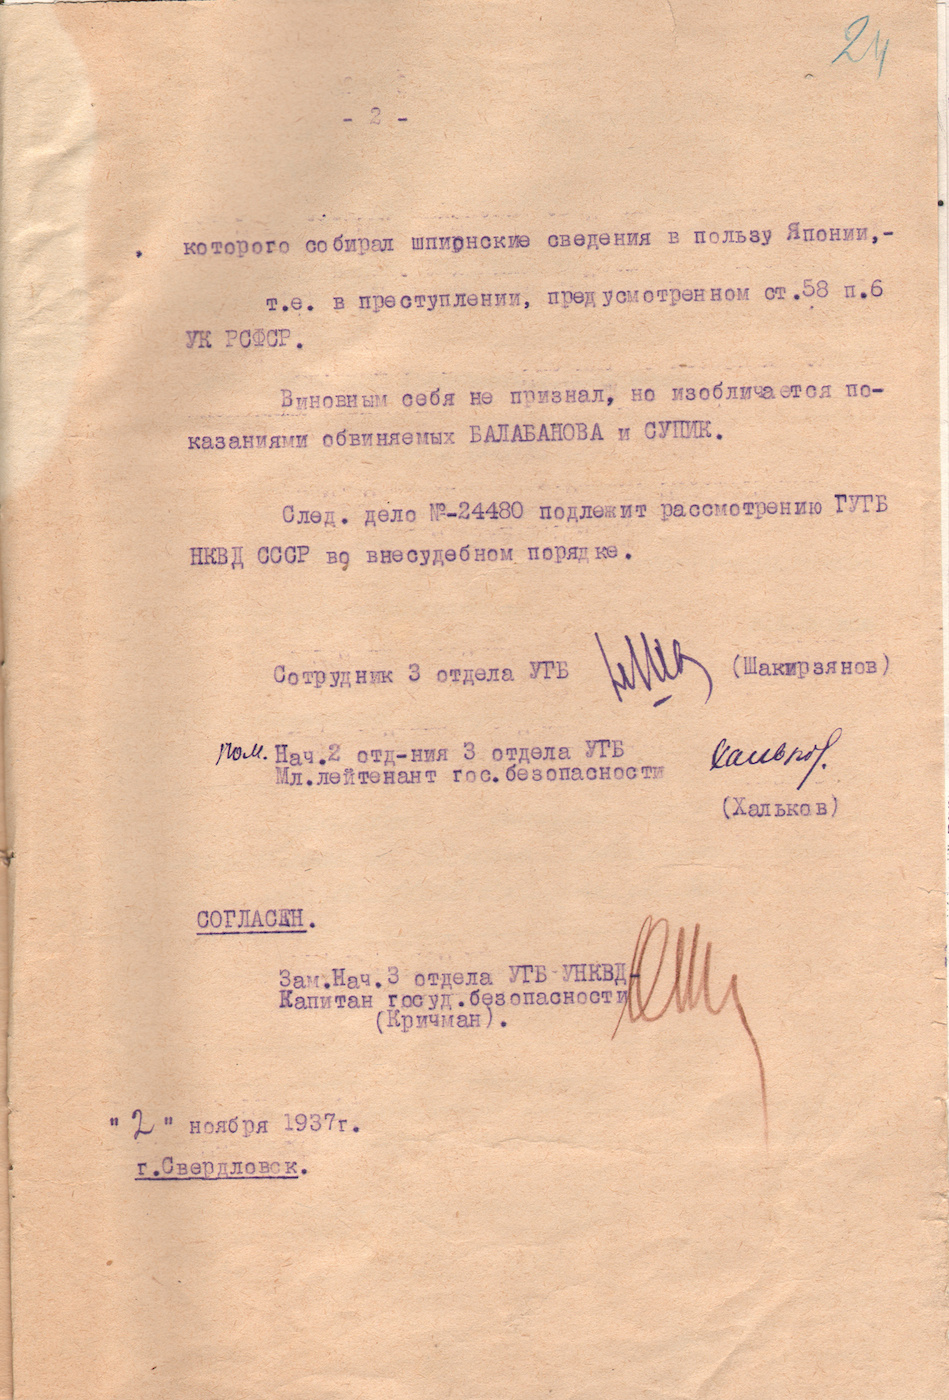 24
- 2 -
которого собирал шпирнские сведения в пользу Японии,-
т.е. в преступлении, предусмотренном ст.58 п.6
УК РСФСР.
Виновным себя не признал, но изобличается по-
казаниями обвиняемых БАЛАБАНОВА и СУПИК.
След. дело №-24480 подлежит рассмотрению ГУГБ
НКВД СССР во внесудебном порядке.
Сотрудник 3 отдела УГБ (Шакирзянов)
пом. Нач.2 отд-ния 3 отдела УГБ Хальков.
Мл.лейтенант гос.безопасности
(Хальков)
СОГЛАСЕН.
Зам.Нач.3 отдела УГБ УНКВД-
Капитан госуд.безопасности
(Кричман).
"2" ноября 1937г.
г.Свердловск.